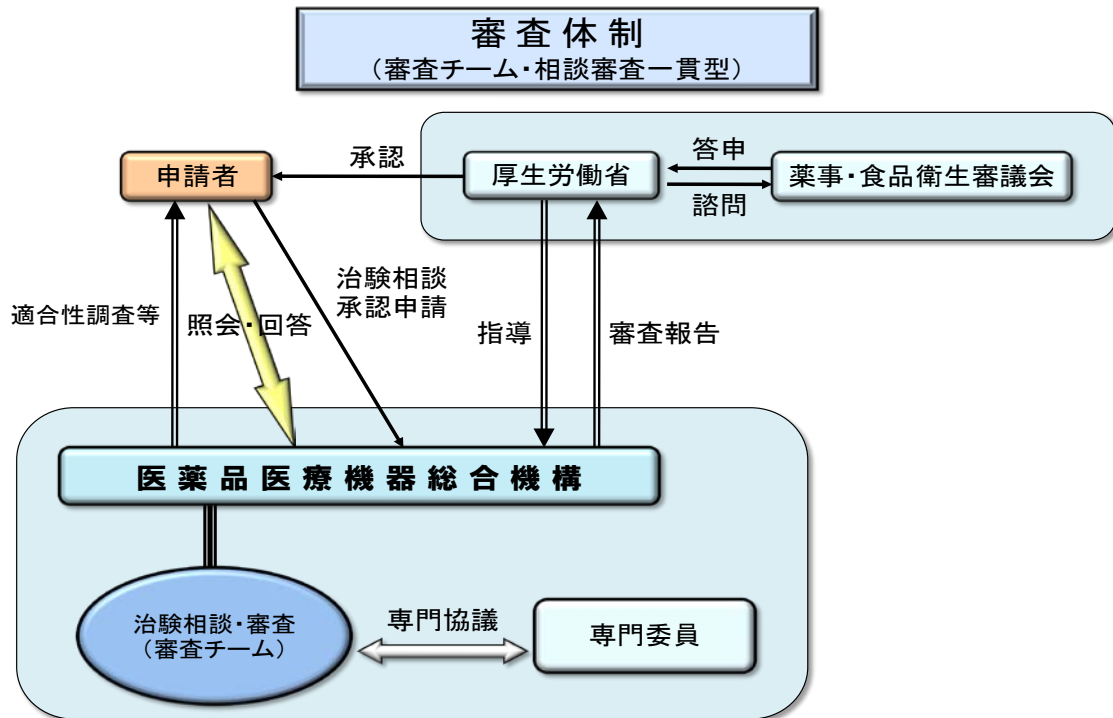 審査体制
（審査チーム・相談審査一貫型）
申請者
承認
厚生労働省
答申
諮問
薬事・食品衛生審議会
適合性調査等
照会・回答
治験相談
承認申請
指導
審査報告
医薬品医療機器総合機構
治験相談・審査
（審査チーム）
専門協議
専門委員